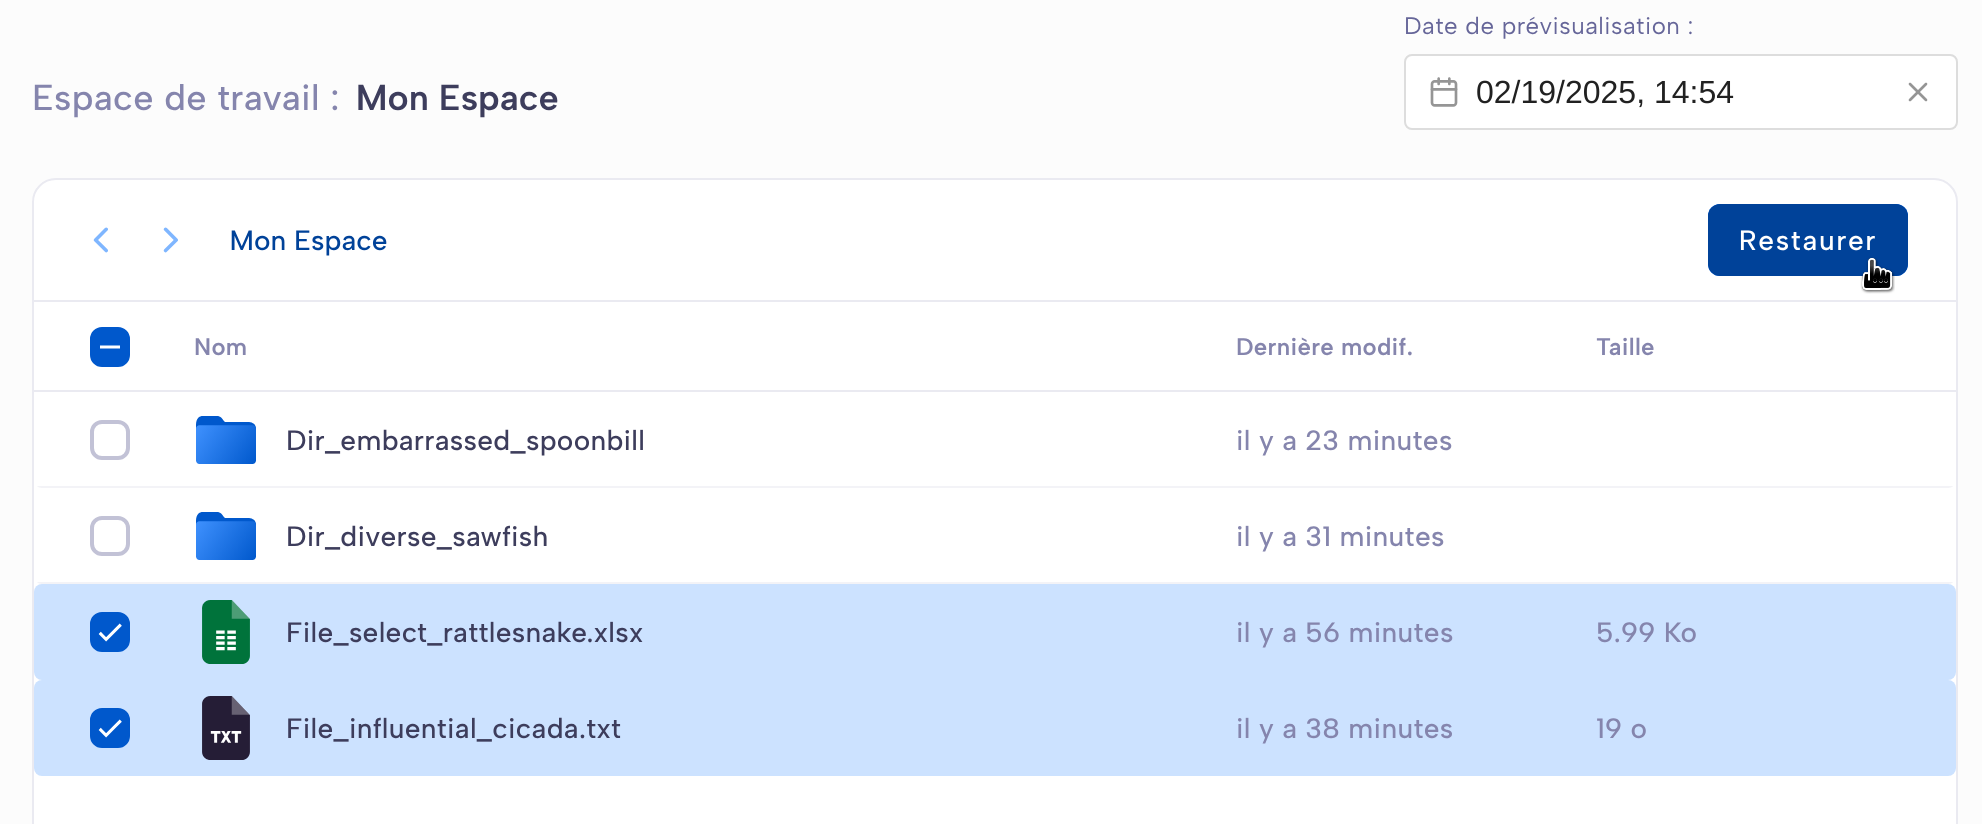 Date de prévisualisation :
Espace de travail : Mon Espace
02/19/2025, 14:54
Mon Espace
Restaurer
Nom Dernière modif. Taille
Dir_embarrassed_spoonbill il y a 23 minutes
Dir_diverse_sawfish il y a 31 minutes
File_select_rattlesnake.xlsx il y a 56 minutes 5.99 Ko
TXT File_influential_cicada.txt il y a 38 minutes 19 o